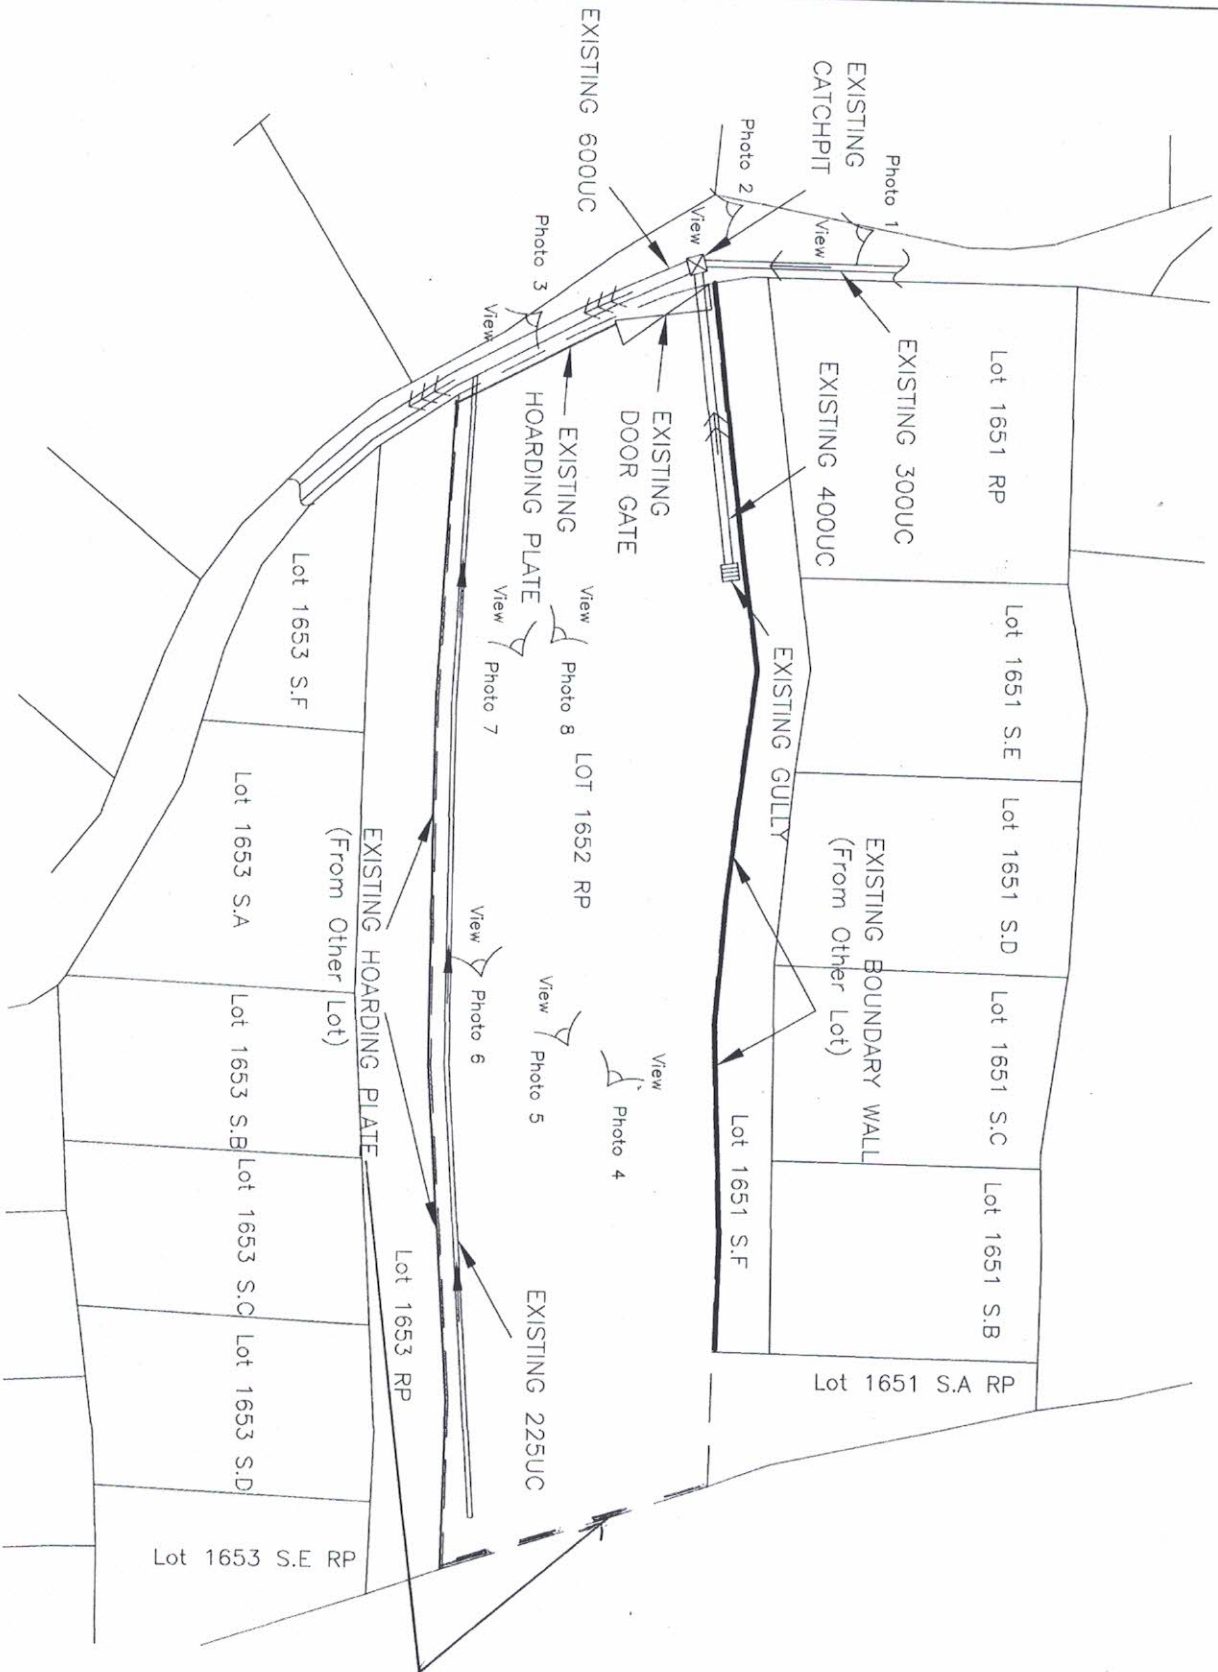 EXISTING 600UC
EXISTING
CATCHPIT
Photo 1
View
Photo 2
View
Photo 3
View
EXISTING 300UC
EXISTING 400UC
EXISTING
DOOR GATE
EXISTING
HOARDING PLATE
EXISTING GULLY
Lot 1651 RP
Lot 1651 S.E
Lot 1651 S.D
Lot 1651 S.C
Lot 1651 S.B
Lot 1651 S.A RP
EXISTING BOUNDARY WALL
(From Other Lot)
Lot 1651 S.F
View
Photo 8
View
Photo 7
LOT 1652 RP
View
Photo 4
View
Photo 5
View
Photo 6
EXISTING 225UC
EXISTING HOARDING PLATE
(From Other Lot)
Lot 1653 RP
Lot 1653 S.F
Lot 1653 S.A
Lot 1653 S.B
Lot 1653 S.C
Lot 1653 S.D
Lot 1653 S.E RP